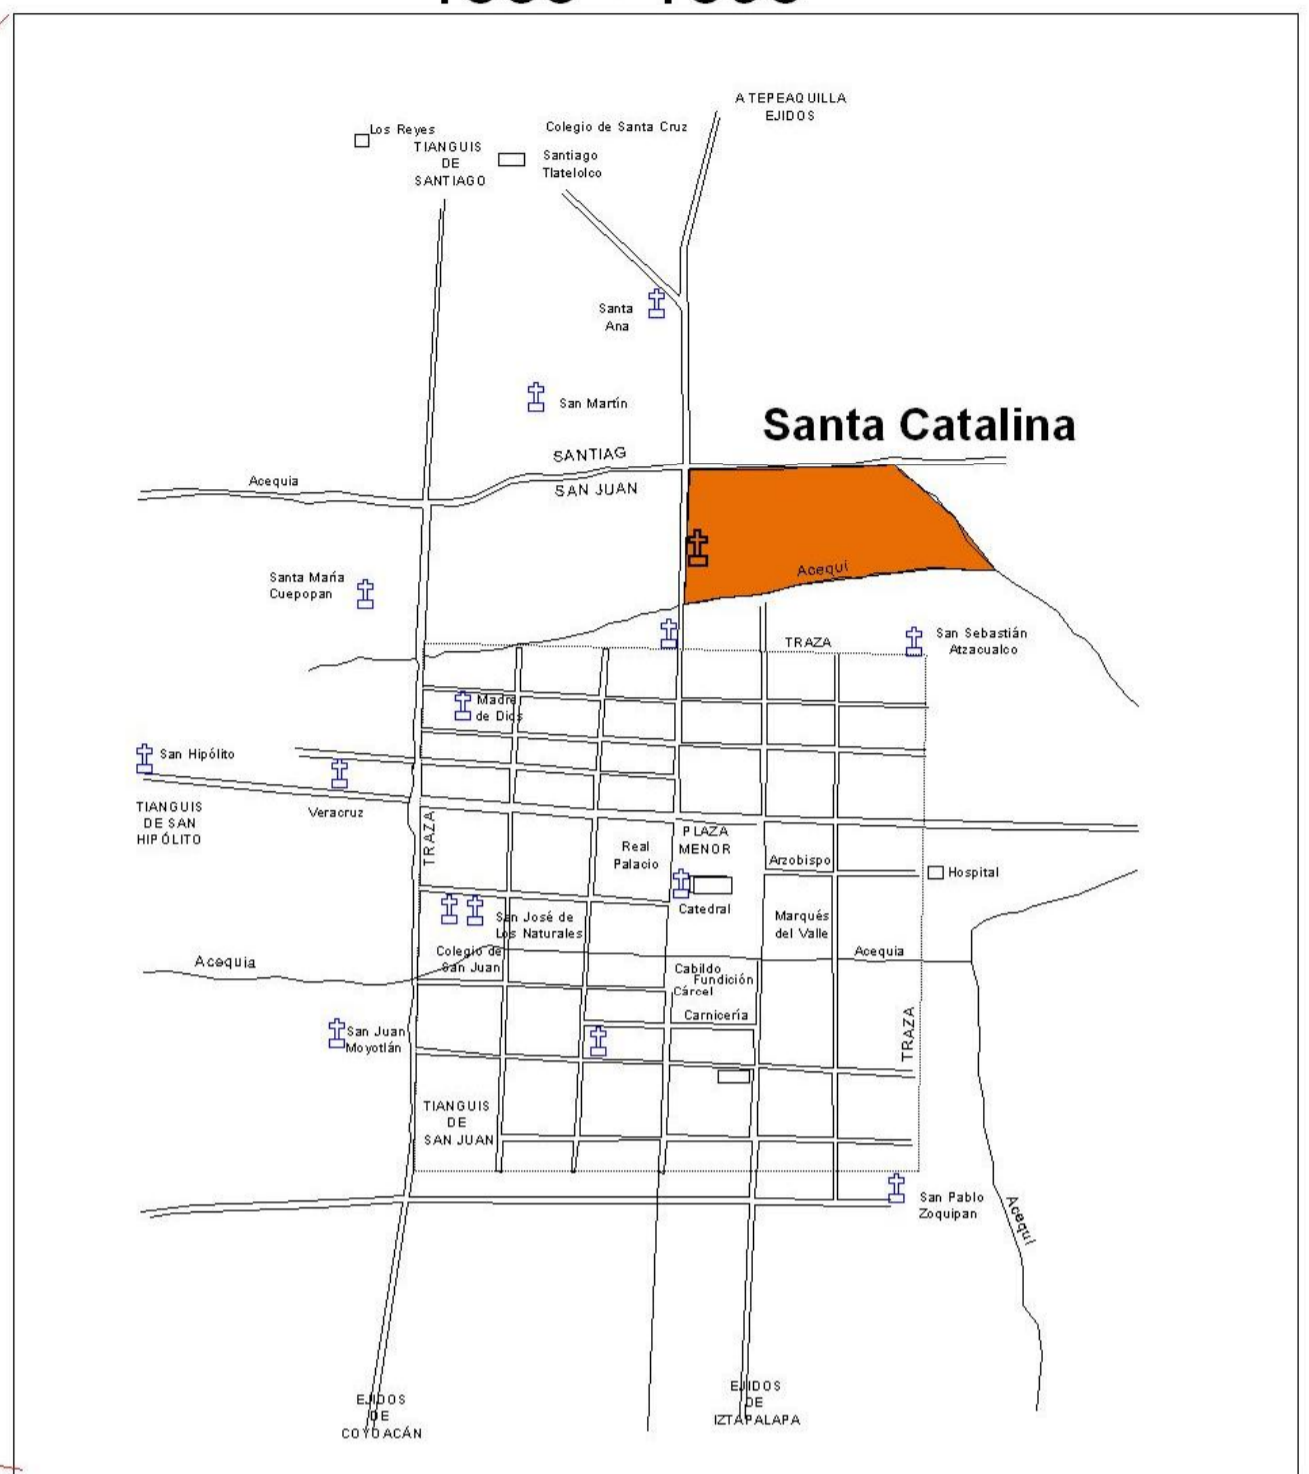 A TEPEAQUILLA
EJIDOS
Los Reyes
TIANGUIS
DE
SANTIAGO
Colegio de Santa Cruz
Santiago
Tlatelolco
Santa
Ana
San Martín
Santa Catalina
SANTIAG
SAN JUAN
Acequia
Acequi
Santa María
Cuepopan
TRAZA
San Sebastián
Atzacualco
Madre
de Dios
San Hipólito
TIANGUIS
DE SAN
HIPÓLITO
Veracruz
TRAZA
PLAZA
MENOR
Real
Palacio
Arzobispo
Hospital
Catedral
Marqués
del Valle
San José de
Los Naturales
Colegio de
San Juan
Acequia
Acequia
Cabildo
Fundición
Cárcel
Carnicería
San Juan
Moyotlán
TRAZA
TIANGUIS
DE
SAN JUAN
San Pablo
Zoquipan
Acequi
EJIDOS
DE
COYOACÁN
EJIDOS
DE
IZTAPALAPA